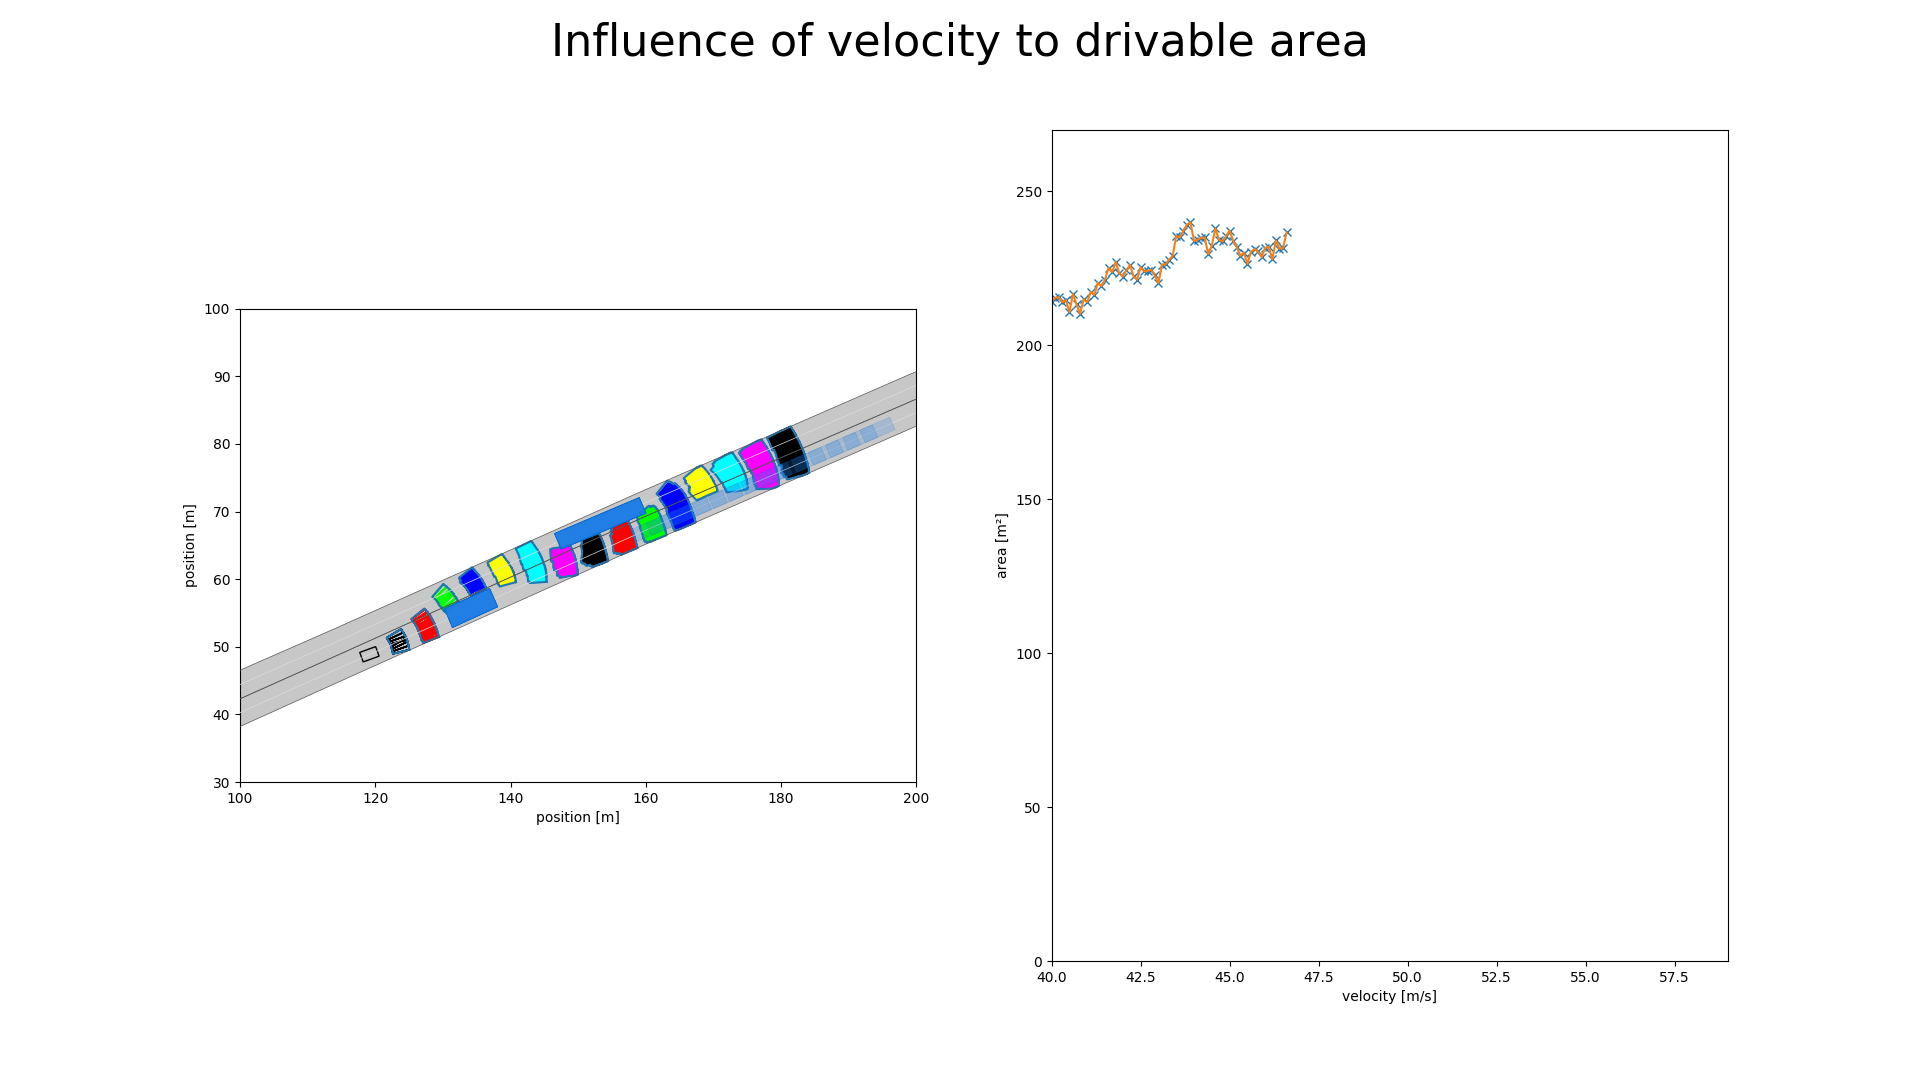 Influence of velocity to drivable area
100
90
80
70
60
50
40
30
position [m]
100 120 140 160 180 200
position [m]
250
200
150
100
50
0
area [m²]
40.0 42.5 45.0 47.5 50.0 52.5 55.0 57.5
velocity [m/s]